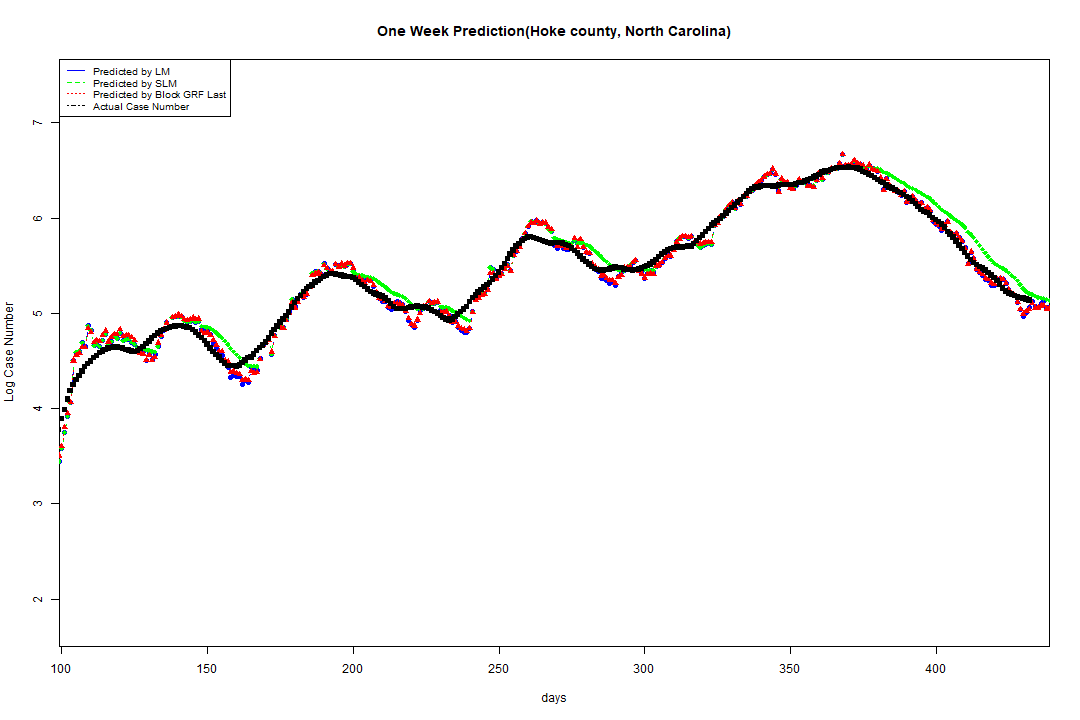 One Week Prediction(Hoke county, North Carolina)
Predicted by LM
Predicted by SLM
Predicted by Block GRF Last
Actual Case Number
7
6
5
4
3
2
Log Case Number
100 150 200 250 300 350 400
days